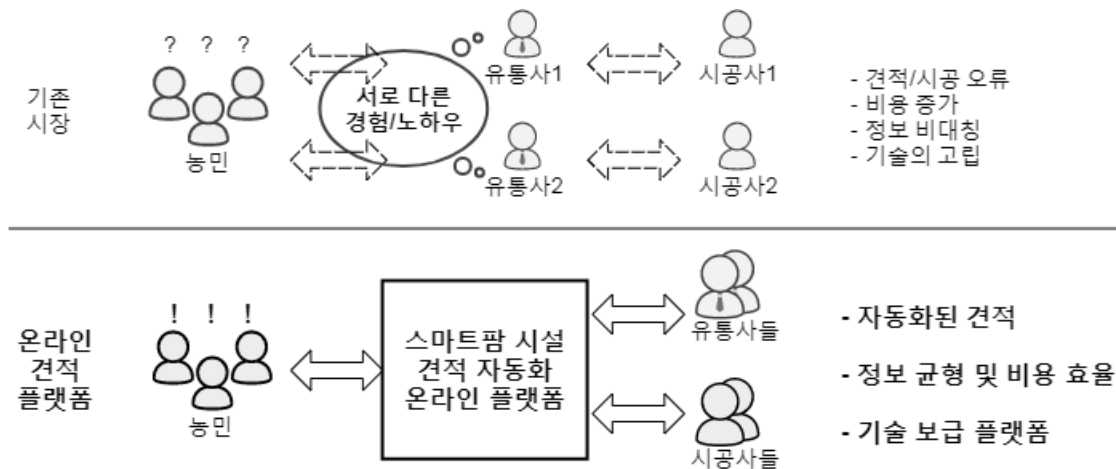 ? ? ?
기존
시장
농민
서로 다른
경험/노하우
유통사1
시공사1
유통사2
시공사2
- 견적/시공 오류
- 비용 증가
- 정보 비대칭
- 기술의 고립
온라인
견적
플랫폼
! ! !
농민
스마트팜 시설
견적 자동화
온라인 플랫폼
유통사들
시공사들
- 자동화된 견적
- 정보 균형 및 비용 효율
- 기술 보급 플랫폼